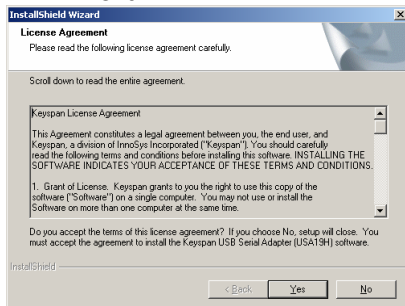 InstallShield Wizard
License Agreement
Please read the following license agreement carefully.
Scroll down to read the entire agreement.
Keyspan License Agreement
This Agreement constitutes a legal agreement between you, the end user, and
Keyspan, a division of InnoSys Incorporated ("Keyspan"). You should carefully
read the following terms and conditions before installing this software. INSTALLING THE
SOFTWARE INDICATES YOUR ACCEPTANCE OF THESE TERMS AND CONDITIONS.
1. Grant of License. Keyspan grants to you the right to use this copy of the
software ("Software") on a single computer. You may not use or install the
Software on more than one computer at the same time.
Do you accept the terms of this license agreement? If you choose No, setup will close. You
must accept the agreement to install the Keyspan USB Serial Adapter (USA19H) software.
InstallShield
< Back Yes No